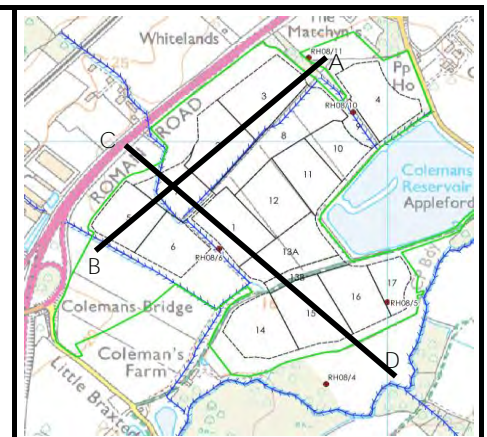 The
Matchyn's
Whitelands
RH08/11
A
Pp
Ho
25
3
4
RH08/10
9
ROMAN ROAD
C
8
10
Colemans
Reservoir
Appleford
11
12
5
1
6
RH08/6
B
13A
13B
17
16
RH08/5
15
14
Colemans Bridge
Coleman's
Farm
D
RH08/4
Little Braxted